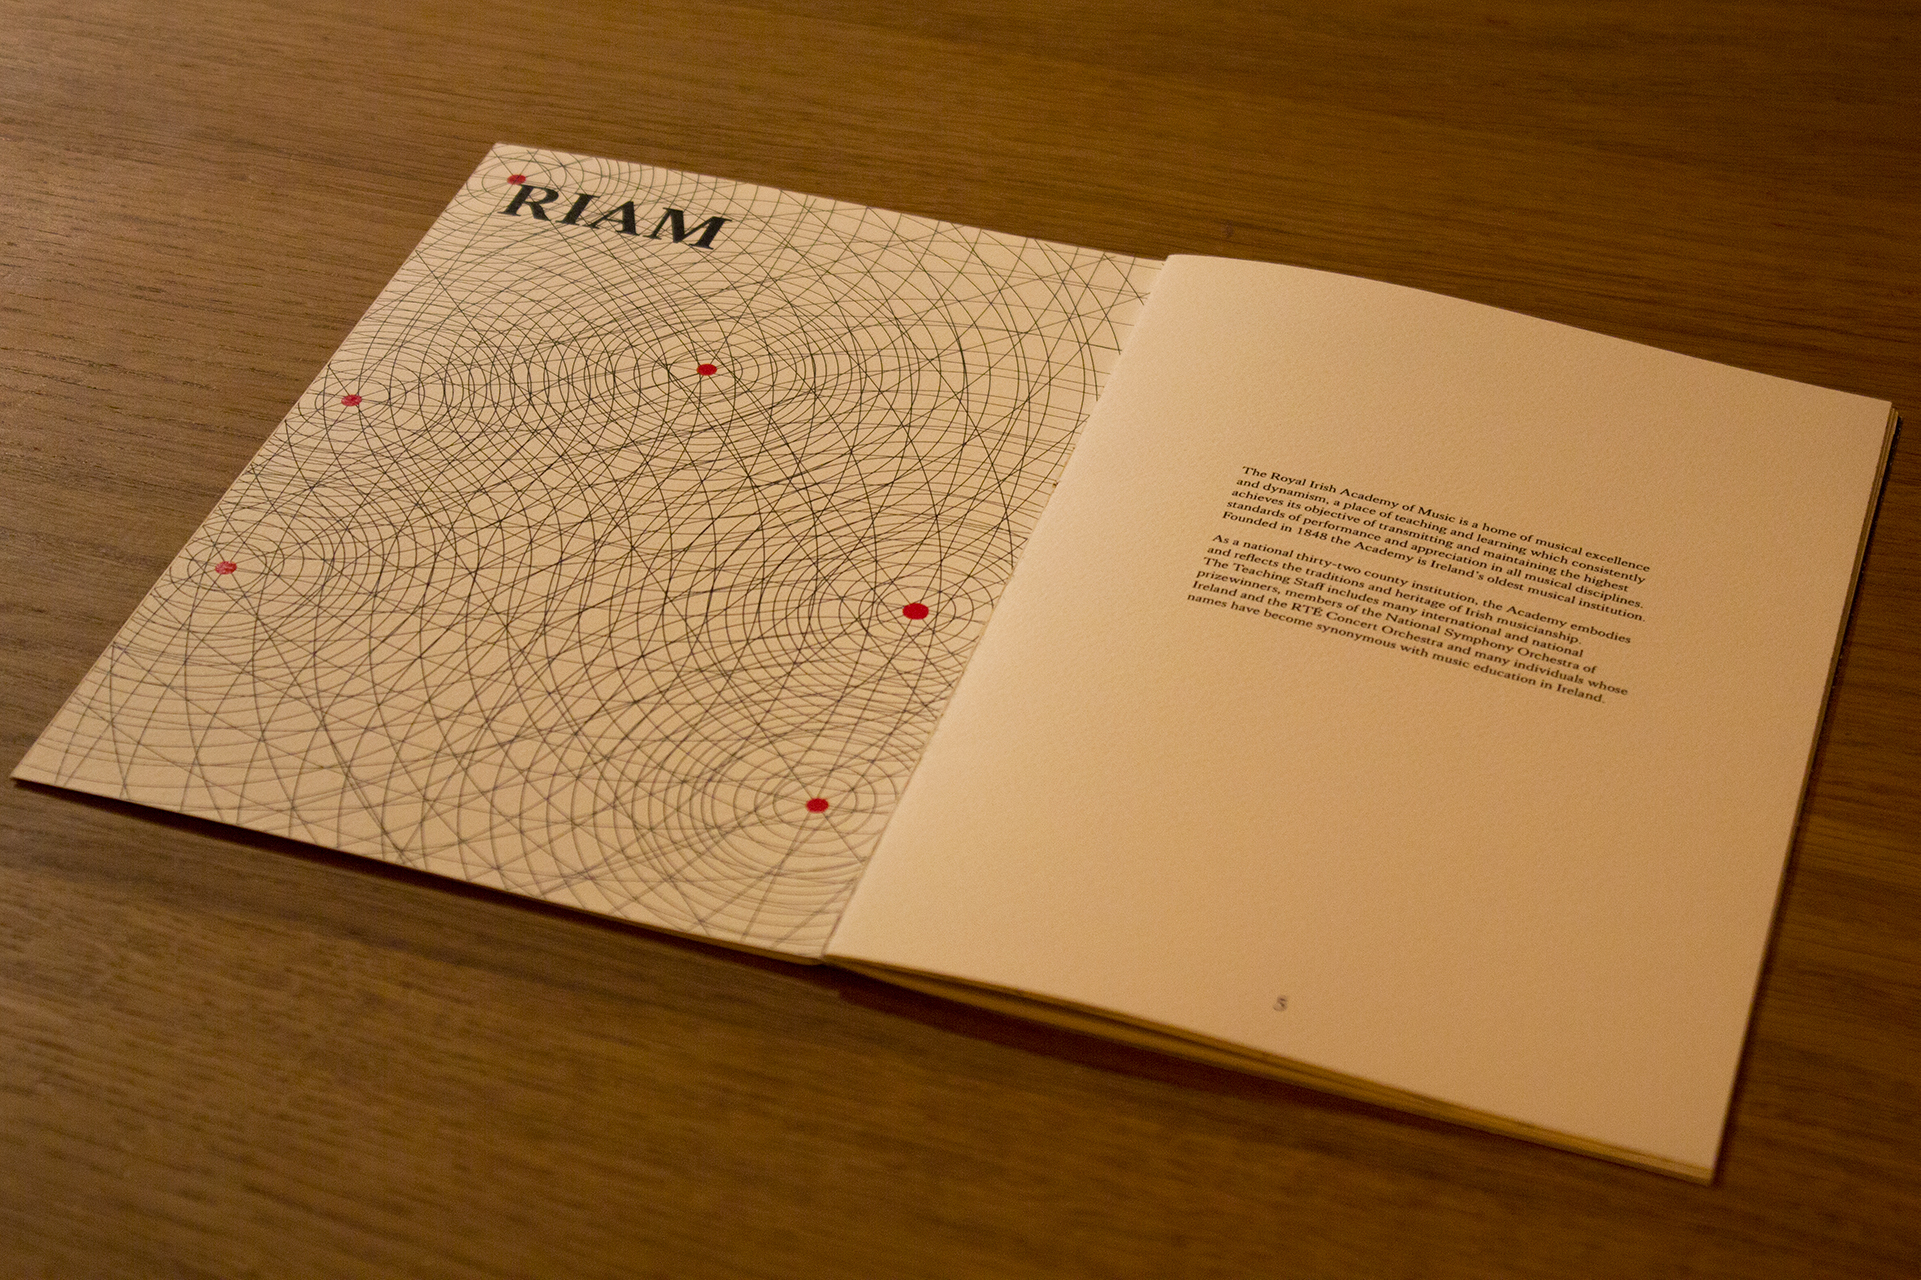 RIAM
The Royal Irish Academy of Music is a home of musical excellence
and dynamism, a place of teaching and learning which consistently
achieves its objective of transmitting and maintaining the highest
standards of performance and appreciation in all musical disciplines.
Founded in 1848 the Academy is Ireland's oldest musical institution.
As a national thirty-two county institution, the Academy embodies
and reflects the traditions and heritage of Irish musicianship.
The Teaching Staff includes many international and national
prizewinners, members of the National Symphony Orchestra of
Ireland and the RTÉ Concert Orchestra and many individuals whose
names have become synonymous with music education in Ireland.
5